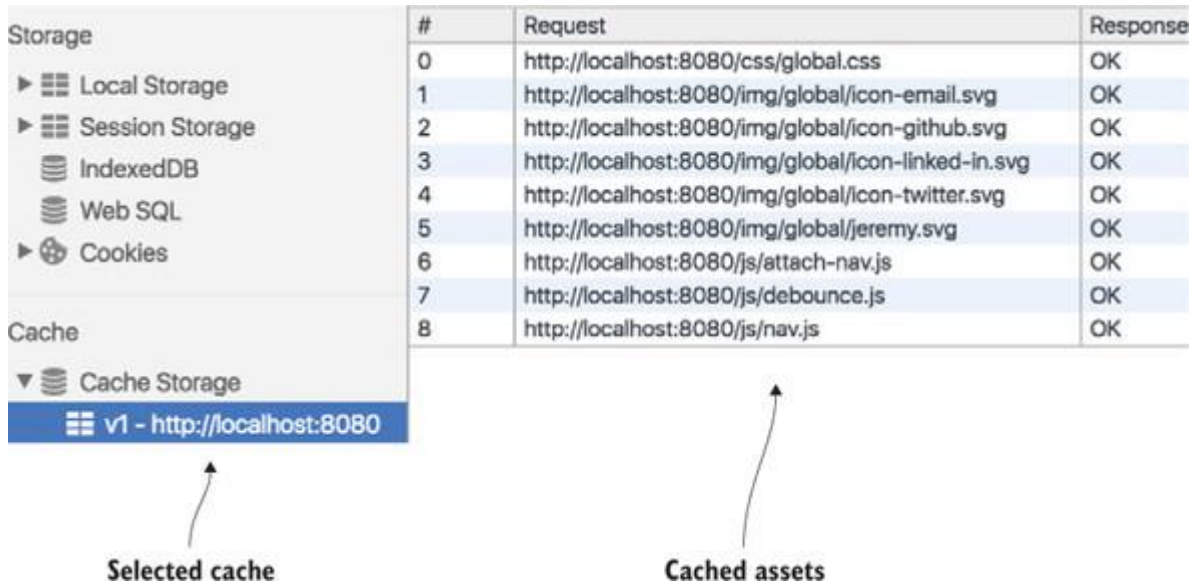 Storage
Local Storage
Session Storage
IndexedDB
Web SQL
Cookies
Cache
Cache Storage
v1 - http://localhost:8080
# Request Response
0 http://localhost:8080/css/global.css OK
1 http://localhost:8080/img/global/icon-email.svg OK
2 http://localhost:8080/img/global/icon-github.svg OK
3 http://localhost:8080/img/global/icon-linked-in.svg OK
4 http://localhost:8080/img/global/icon-twitter.svg OK
5 http://localhost:8080/img/global/jeremy.svg OK
6 http://localhost:8080/js/attach-nav.js OK
7 http://localhost:8080/js/debounce.js OK
8 http://localhost:8080/js/nav.js OK
Selected cache
Cached assets